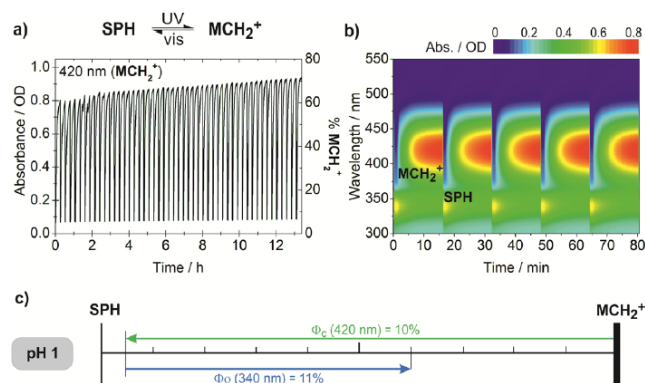 a)
SPH UV vis MCH₂⁺
420 nm (MCH₂⁺)
Absorbance / OD
1.0
0.8
0.6
0.4
0.2
0.0
80
60
40
20
0
% MCH₂⁺
0 2 4 6 8 10 12
Time / h
b)
Abs. / OD 0 0.2 0.4 0.6 0.8
Wavelength / nm
550
500
450
400
350
300
MCH₂⁺
SPH
0 10 20 30 40 50 60 70 80
Time / min
c)
SPH MCH₂⁺
pH 1
Φc (420 nm) = 10%
Φo (340 nm) = 11%